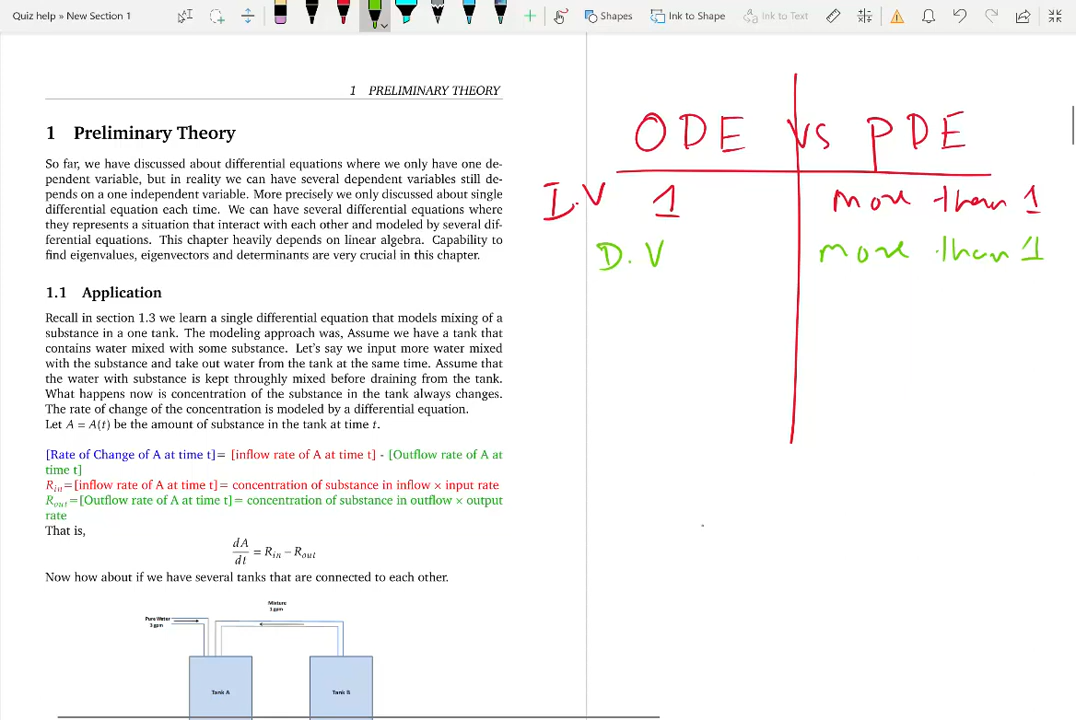 Quiz help » New Section 1
Shapes
Ink to Shape
Ink to Text
1 PRELIMINARY THEORY
1 Preliminary Theory
So far, we have discussed about differential equations where we only have one de-
pendent variable, but in reality we can have several dependent variables still de-
pends on a one independent variable. More precisely we only discussed about single
differential equation each time. We can have several differential equations where
they represents a situation that interact with each other and modeled by several dif-
ferential equations. This chapter heavily depends on linear algebra. Capability to
find eigenvalues, eigenvectors and determinants are very crucial in this chapter.
1.1 Application
Recall in section 1.3 we learn a single differential equation that models mixing of a
substance in a one tank. The modeling approach was, Assume we have a tank that
contains water mixed with some substance. Let's say we input more water mixed
with the substance and take out water from the tank at the same time. Assume that
the water with substance is kept throughly mixed before draining from the tank.
What happens now is concentration of the substance in the tank always changes.
The rate of change of the concentration is modeled by a differential equation.
Let A = A(t) be the amount of substance in the tank at time t.
[Rate of Change of A at time t]= [inflow rate of A at time t] - [Outflow rate of A at
time t]
R_in=[inflow rate of A at time t]= concentration of substance in inflow × input rate
R_out=[Outflow rate of A at time t]= concentration of substance in outflow × output
rate
That is,
dA/dt = R_in − R_out
Now how about if we have several tanks that are connected to each other.
Mixture
1 gpm
Pure Water
3 gpm
Tank A
Tank B
ODE vs PDE
I.V 1 more than 1
D.V more than 1